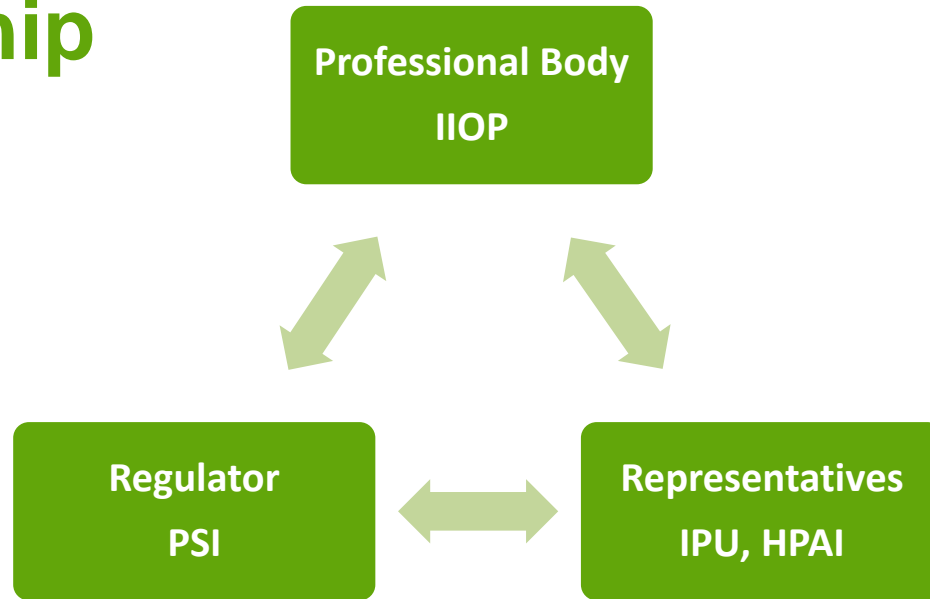 hip
Professional Body
IIOP
Regulator
PSI
Representatives
IPU, HPAI